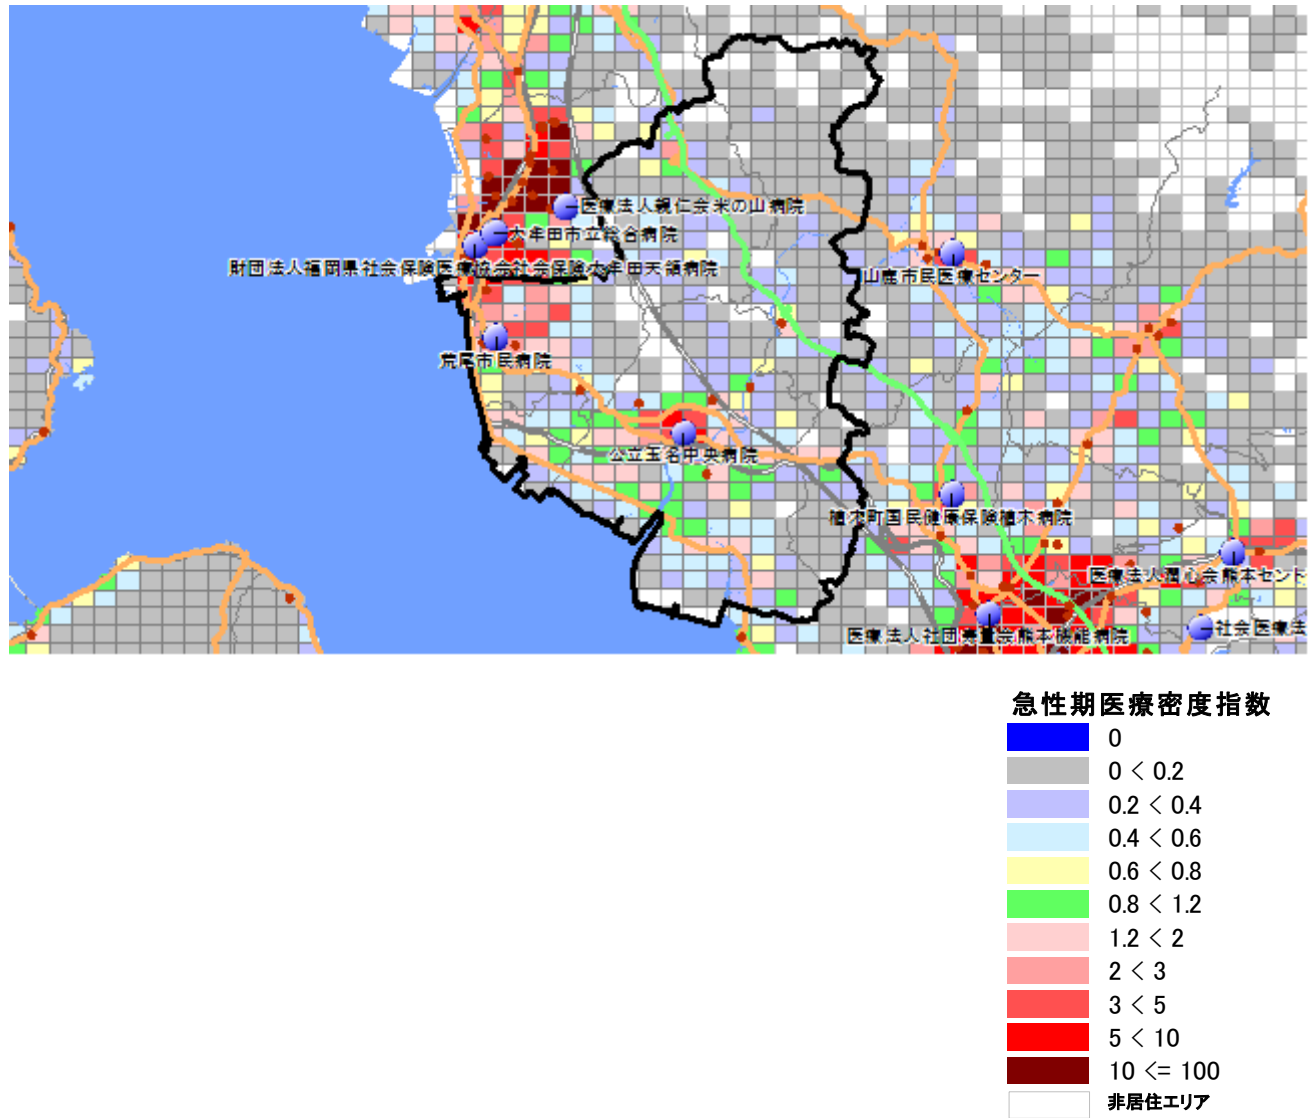 医療法人親仁会米の山病院
大牟田市立総合病院
財団法人福岡県社会保険医療協会社会保険大牟田天領病院
山鹿市民医療センター
荒尾市民病院
公立玉名中央病院
植木町国民健康保険植木病院
医療法人潤心会熊本セント
医療法人社団寿量会熊本機能病院
社会医療法
急性期医療密度指数
0
0 < 0.2
0.2 < 0.4
0.4 < 0.6
0.6 < 0.8
0.8 < 1.2
1.2 < 2
2 < 3
3 < 5
5 < 10
10 <= 100
非居住エリア